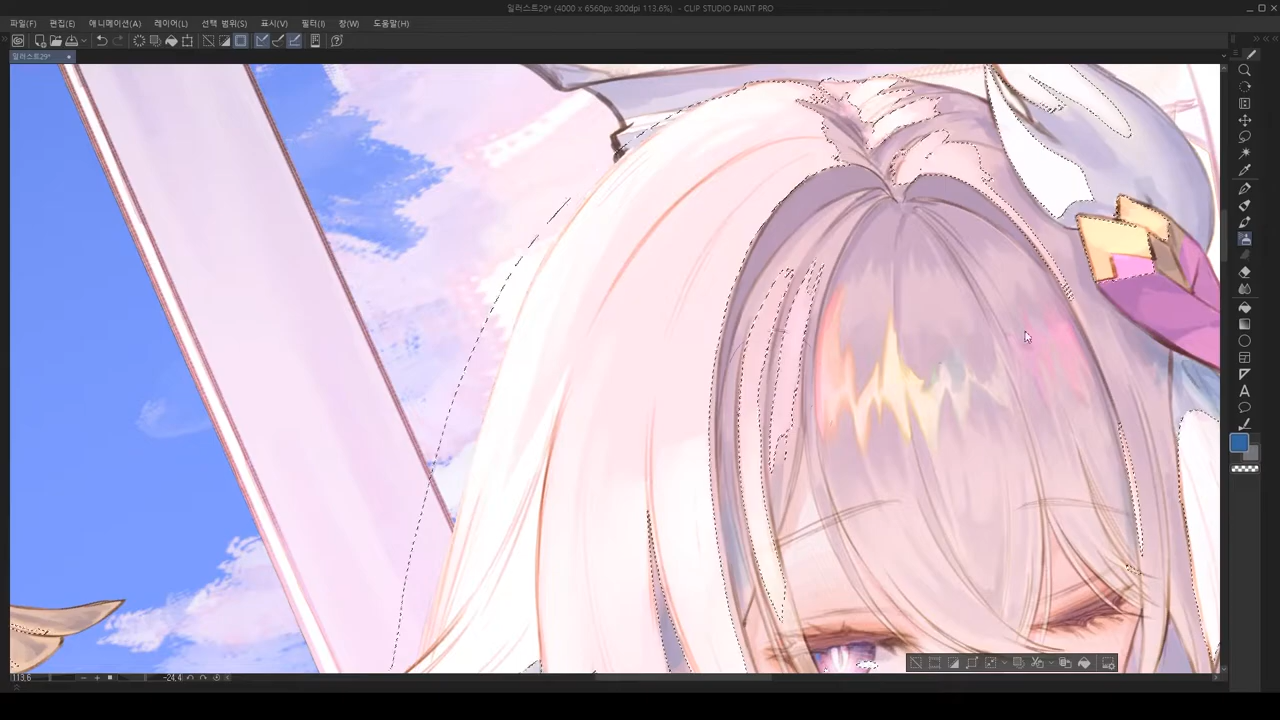 일러스트29* (4000 x 6560px 300dpi 113.6%) - CLIP STUDIO PAINT PRO
파일(F) 편집(E) 애니메이션(A) 레이어(L) 선택 범위(S) 표시(V) 필터(I) 창(W) 도움말(H)
일러스트29*
113.6 -24.4